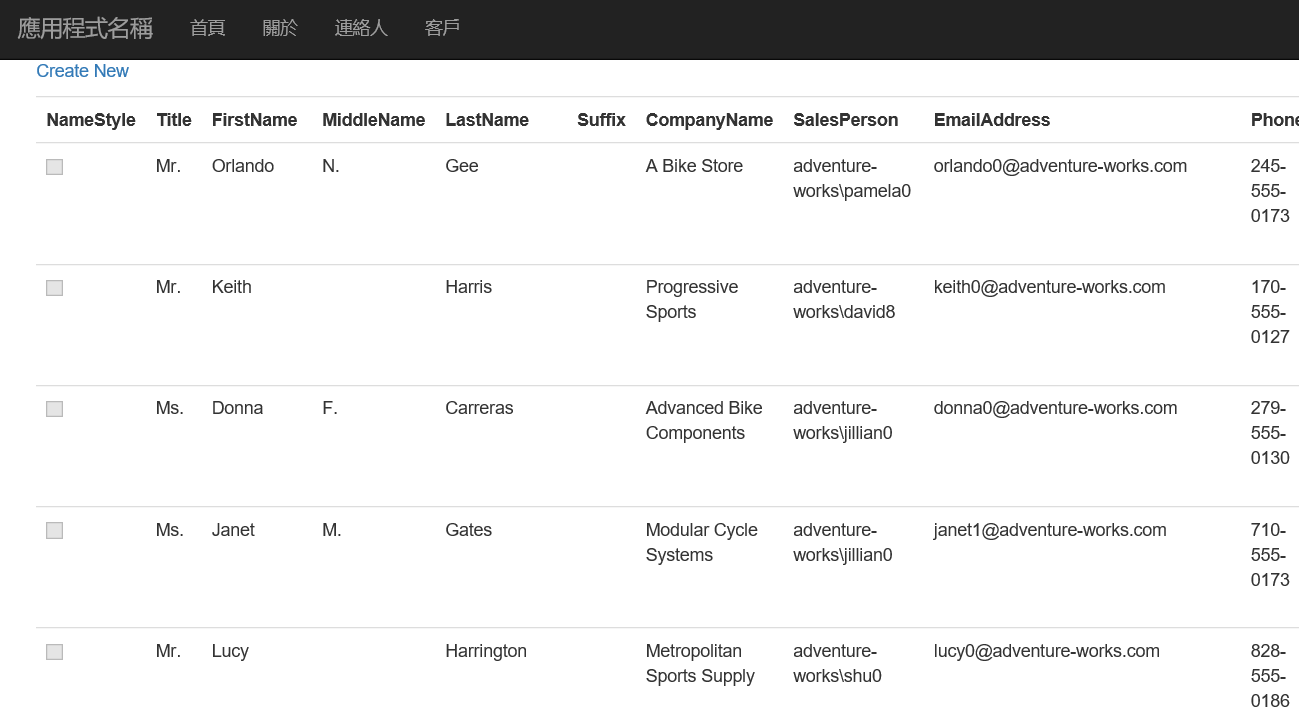 應用程式名稱 首頁 關於 連絡人 客戶
Create New
NameStyle Title FirstName MiddleName LastName Suffix CompanyName SalesPerson EmailAddress Phone
Mr. Orlando N. Gee A Bike Store adventure- orlando0@adventure-works.com 245-
works\pamela0 555-
0173
Mr. Keith Harris Progressive adventure- keith0@adventure-works.com 170-
Sports works\david8 555-
0127
Ms. Donna F. Carreras Advanced Bike adventure- donna0@adventure-works.com 279-
Components works\jillian0 555-
0130
Ms. Janet M. Gates Modular Cycle adventure- janet1@adventure-works.com 710-
Systems works\jillian0 555-
0173
Mr. Lucy Harrington Metropolitan adventure- lucy0@adventure-works.com 828-
Sports Supply works\shu0 555-
0186